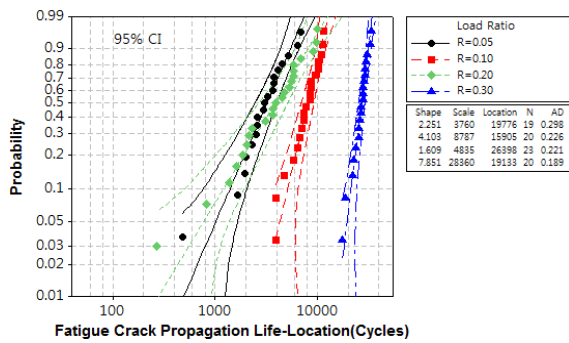 95% CI
Probability
0.99
0.9
0.8
0.7
0.6
0.5
0.4
0.3
0.2
0.1
0.05
0.03
0.02
0.01
100
1000
10000
Fatigue Crack Propagation Life-Location(Cycles)
Load Ratio
R=0.05
R=0.10
R=0.20
R=0.30
Shape Scale Location N AD
2.251 3760 19776 19 0.298
4.103 8787 15905 20 0.226
1.609 4835 26398 23 0.221
7.851 28360 19133 20 0.189